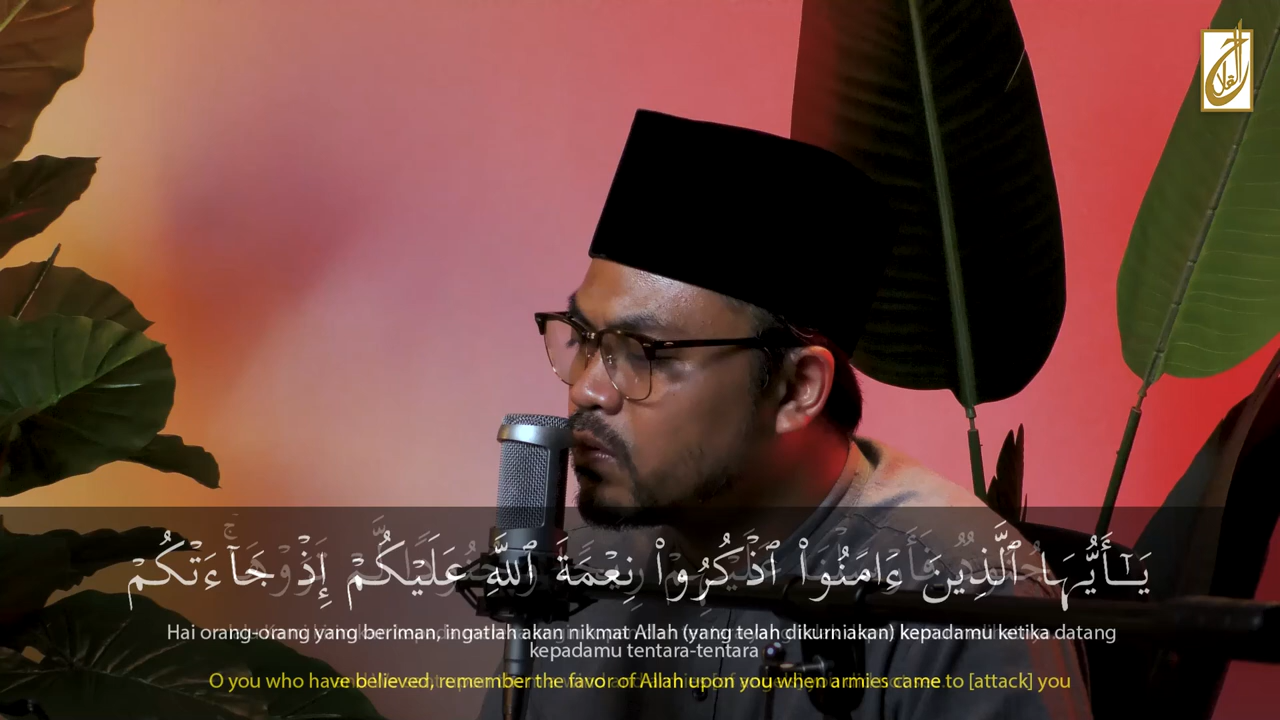 يَـٰٓأَيُّهَا ٱلَّذِينَ ءَامَنُوا۟ ٱذْكُرُوا۟ نِعْمَةَ ٱللَّهِ عَلَيْكُمْ إِذْ جَآءَتْكُمْ
Hai orang-orang yang beriman, ingatlah akan nikmat Allah (yang telah dikurniakan) kepadamu ketika datang
kepadamu tentara-tentara
O you who have believed, remember the favor of Allah upon you when armies came to [attack] you